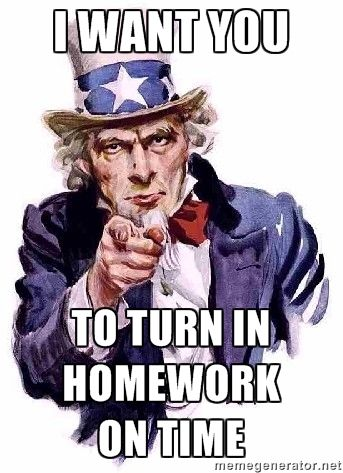 I WANT YOU
TO TURN IN
HOMEWORK
ON TIME
memegenerator.net